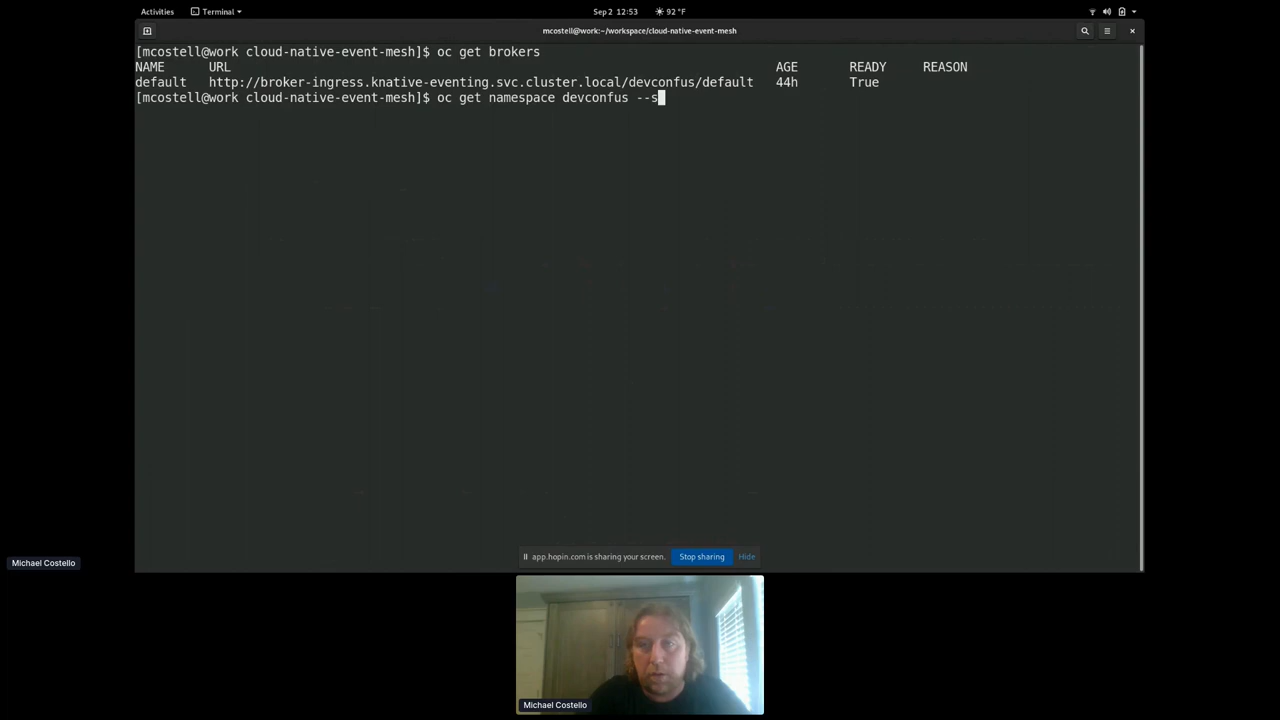 Activities
Terminal
Sep 2 12:53
92 °F
mcostell@work:~/workspace/cloud-native-event-mesh
[mcostell@work cloud-native-event-mesh]$ oc get brokers
NAME URL AGE READY REASON
default http://broker-ingress.knative-eventing.svc.cluster.local/devconfus/default 44h True
[mcostell@work cloud-native-event-mesh]$ oc get namespace devconfus --s
app.hopin.com is sharing your screen.
Stop sharing
Hide
Michael Costello
Michael Costello